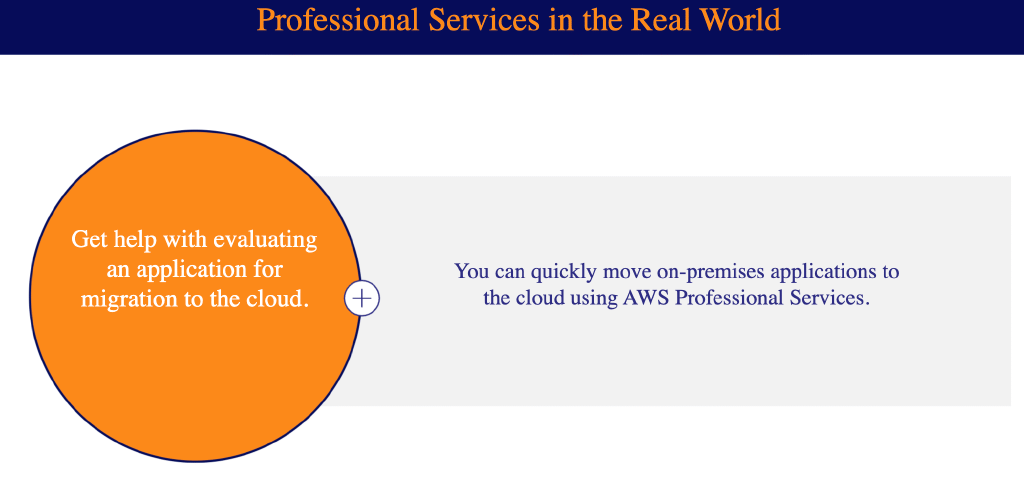 Professional Services in the Real World
Get help with evaluating
an application for
migration to the cloud.
You can quickly move on-premises applications to
the cloud using AWS Professional Services.